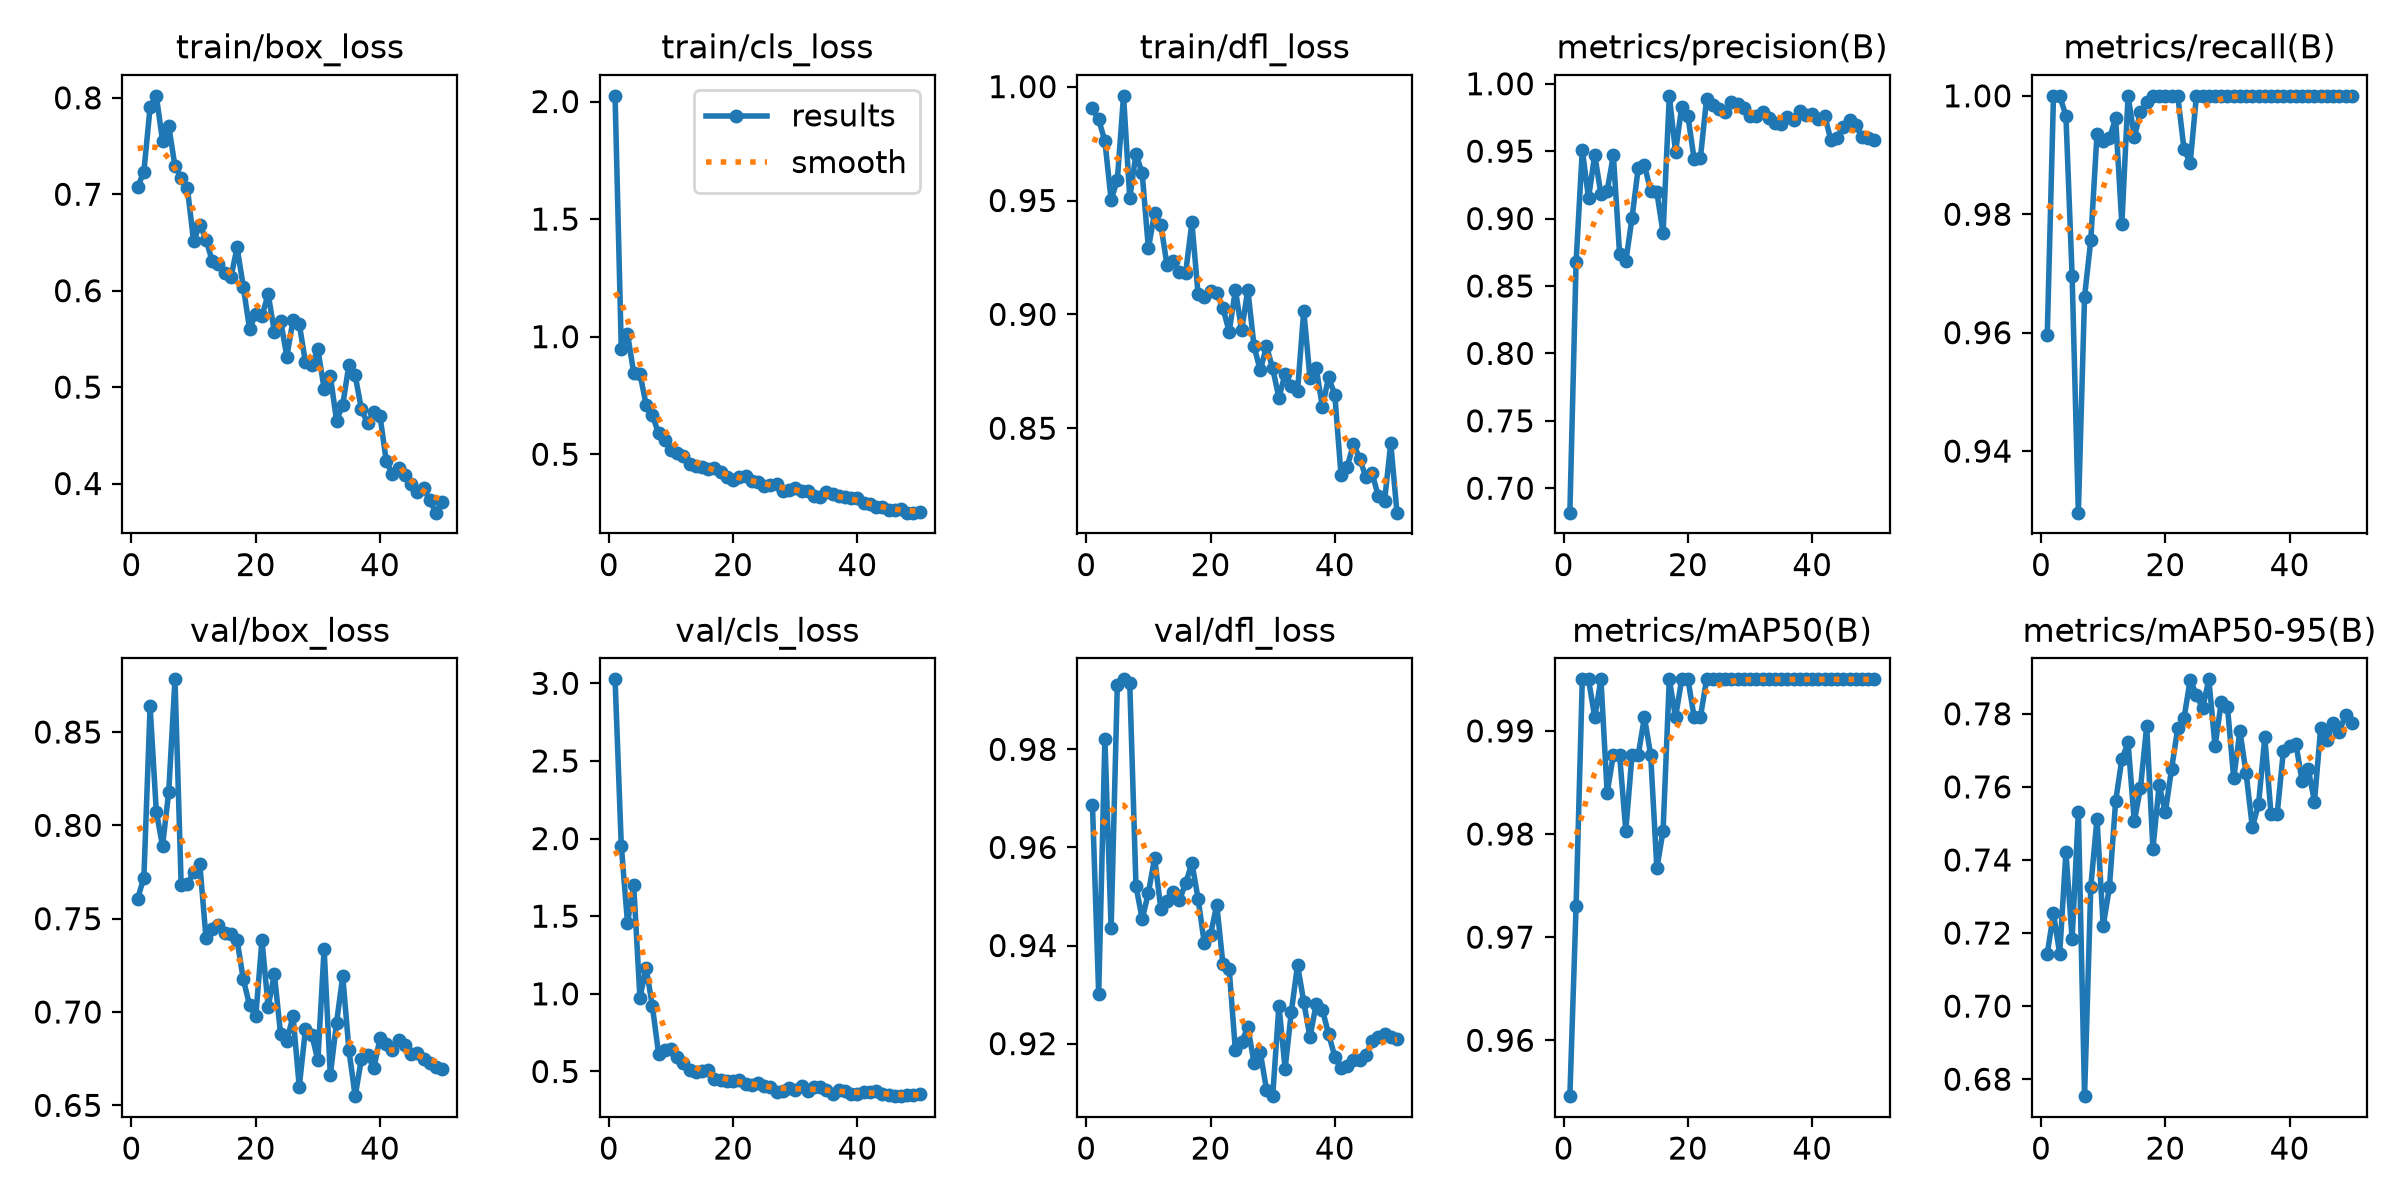 train/box_loss
train/cls_loss
train/dfl_loss
metrics/precision(B)
metrics/recall(B)
0.8
0.7
0.6
0.5
0.4
0 20 40
2.0
1.5
1.0
0.5
results
smooth
0 20 40
1.00
0.95
0.90
0.85
0 20 40
1.00
0.95
0.90
0.85
0.80
0.75
0.70
0 20 40
1.00
0.98
0.96
0.94
0 20 40
val/box_loss
val/cls_loss
val/dfl_loss
metrics/mAP50(B)
metrics/mAP50-95(B)
0.85
0.80
0.75
0.70
0.65
0 20 40
3.0
2.5
2.0
1.5
1.0
0.5
0 20 40
0.98
0.96
0.94
0.92
0 20 40
0.99
0.98
0.97
0.96
0 20 40
0.78
0.76
0.74
0.72
0.70
0.68
0 20 40